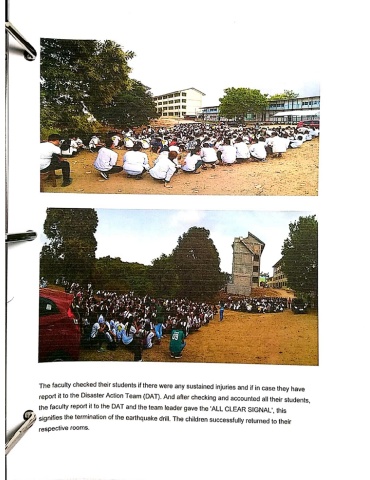 The faculty checked their students if there were any sustained injuries and if in case they have
report it to the Disaster Action Team (DAT). And after checking and accounted all their students,
the faculty report it to the DAT and the team leader gave the 'ALL CLEAR SIGNAL', this
signifies the termination of the earthquake drill. The children successfully returned to their
respective rooms.